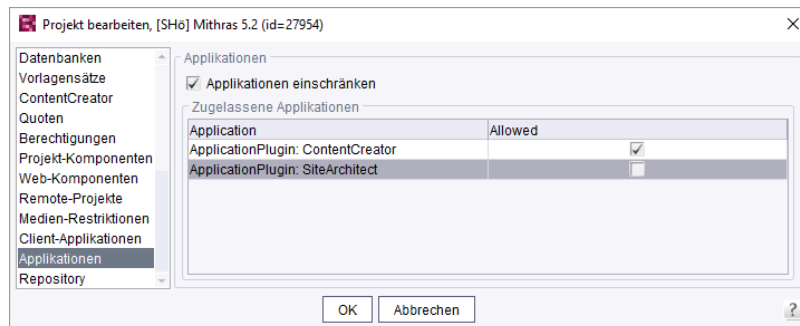 Projekt bearbeiten, [SHö] Mithras 5.2 (id=27954)
Datenbanken
Vorlagensätze
ContentCreator
Quoten
Berechtigungen
Projekt-Komponenten
Web-Komponenten
Remote-Projekte
Medien-Restriktionen
Client-Applikationen
Applikationen
Repository
Applikationen
Applikationen einschränken
Zugelassene Applikationen
Application Allowed
ApplicationPlugin: ContentCreator
ApplicationPlugin: SiteArchitect
OK Abbrechen
?